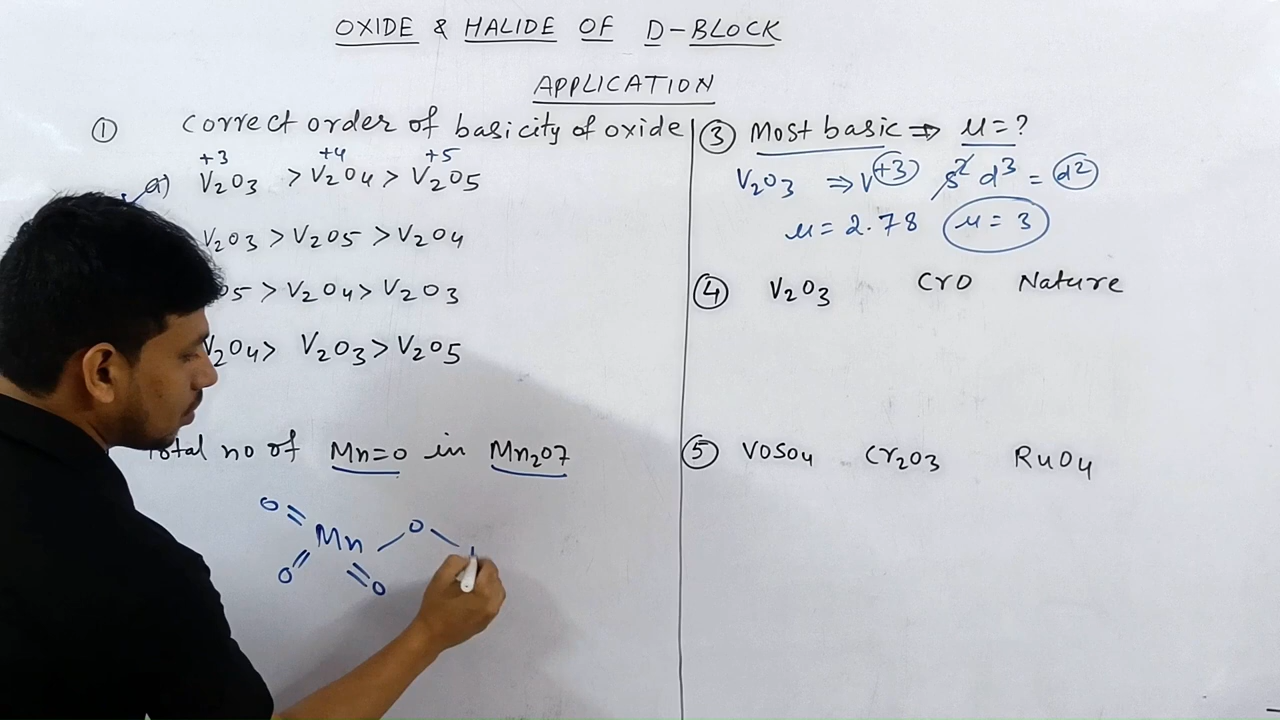 OXIDE & HALIDE OF D-BLOCK
APPLICATION
① Correct order of basicity of oxide
+3 +4 +5
a) V₂O₃ > V₂O₄ > V₂O₅
V₂O₃ > V₂O₅ > V₂O₄
O₅ > V₂O₄ > V₂O₃
V₂O₄ > V₂O₃ > V₂O₅
Total no of Mn=O in Mn₂O₇
O = Mn - O -
O = = O
③ Most basic ⇒ μ = ?
V₂O₃ ⇒ V⁺³ s² d³ = d²
μ = 2.78 μ = 3
④ V₂O₃ CrO Nature
⑤ VOSO₄ Cr₂O₃ RuO₄